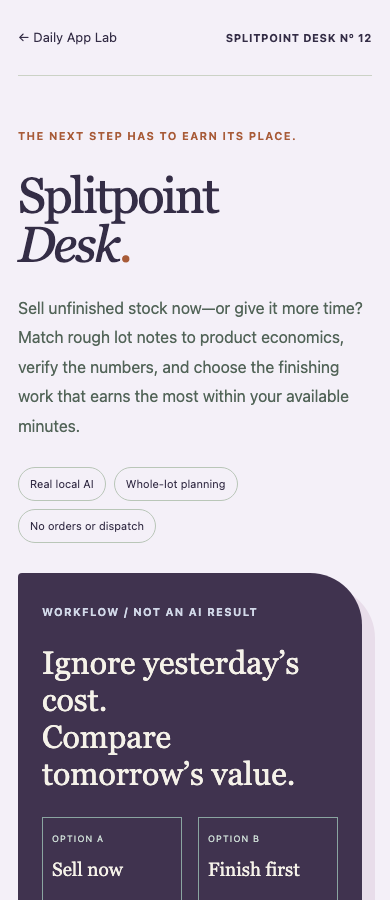 ← Daily App Lab
SPLITPOINT DESK Nº 12
THE NEXT STEP HAS TO EARN ITS PLACE.
Splitpoint
Desk.
Sell unfinished stock now—or give it more time?
Match rough lot notes to product economics,
verify the numbers, and choose the finishing
work that earns the most within your available
minutes.
Real local AI
Whole-lot planning
No orders or dispatch
WORKFLOW / NOT AN AI RESULT
Ignore yesterday’s
cost.
Compare
tomorrow’s value.
OPTION A
Sell now
OPTION B
Finish first